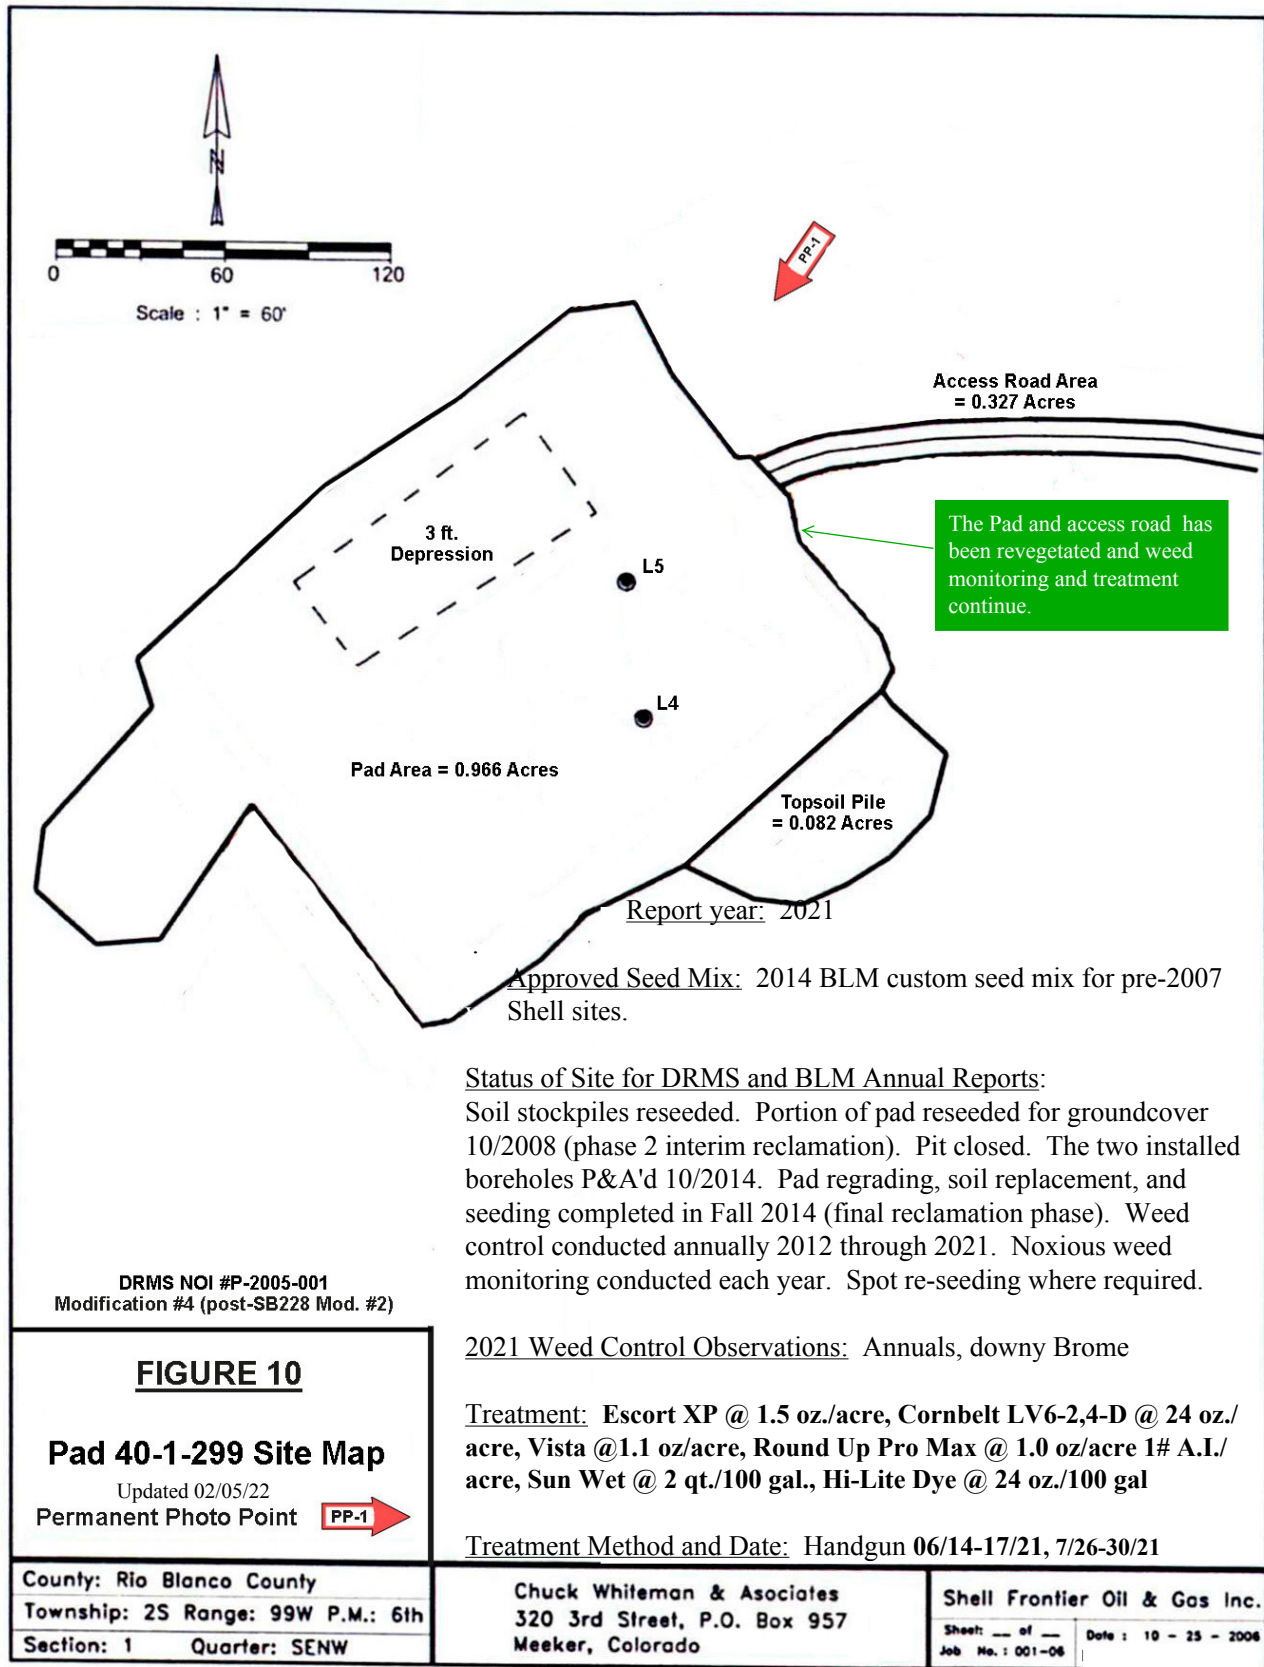 N
0 60 120
Scale : 1" = 60'
PP-1
Access Road Area
= 0.327 Acres
The Pad and access road has
been revegetated and weed
monitoring and treatment
continue.
3 ft.
Depression
L5
L4
Pad Area = 0.966 Acres
Topsoil Pile
= 0.082 Acres
Report year: 2021
Approved Seed Mix: 2014 BLM custom seed mix for pre-2007
Shell sites.
Status of Site for DRMS and BLM Annual Reports:
Soil stockpiles reseeded. Portion of pad reseeded for groundcover
10/2008 (phase 2 interim reclamation). Pit closed. The two installed
boreholes P&A'd 10/2014. Pad regrading, soil replacement, and
seeding completed in Fall 2014 (final reclamation phase). Weed
control conducted annually 2012 through 2021. Noxious weed
monitoring conducted each year. Spot re-seeding where required.
2021 Weed Control Observations: Annuals, downy Brome
Treatment: Escort XP @ 1.5 oz./acre, Cornbelt LV6-2,4-D @ 24 oz./
acre, Vista @1.1 oz/acre, Round Up Pro Max @ 1.0 oz/acre 1# A.I./
acre, Sun Wet @ 2 qt./100 gal., Hi-Lite Dye @ 24 oz./100 gal
Treatment Method and Date: Handgun 06/14-17/21, 7/26-30/21
DRMS NOI #P-2005-001
Modification #4 (post-SB228 Mod. #2)
FIGURE 10
Pad 40-1-299 Site Map
Updated 02/05/22
Permanent Photo Point PP-1
County: Rio Blanco County
Township: 2S Range: 99W P.M.: 6th
Section: 1 Quarter: SENW
Chuck Whiteman & Asociates
320 3rd Street, P.O. Box 957
Meeker, Colorado
Shell Frontier Oil & Gas Inc.
Sheet: __ of __
Job No. : 001-06
Date : 10 - 25 - 2006